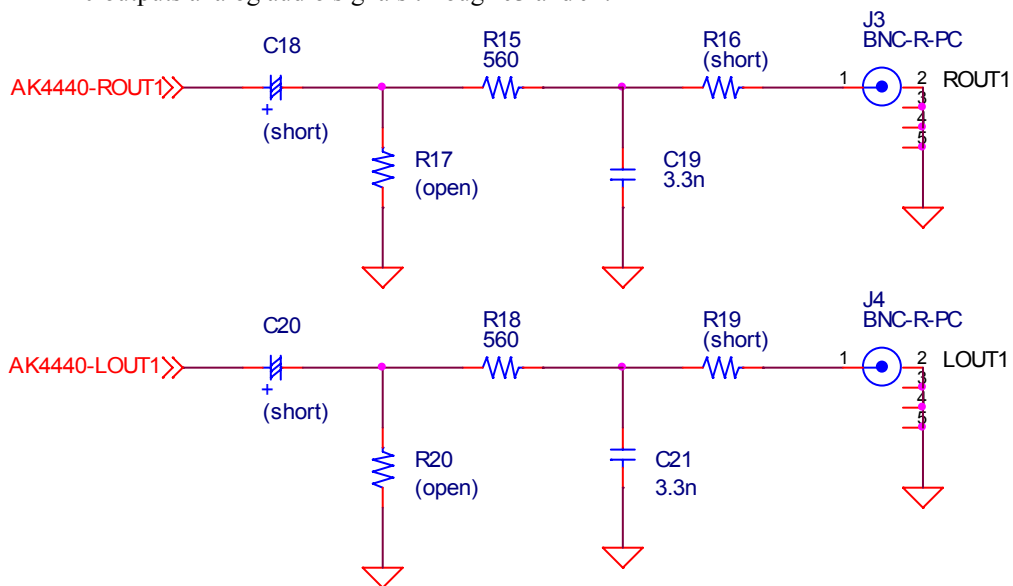 J3
BNC-R-PC
C18
R15
560
R16
(short)
AK4440-ROUT1
+
(short)
1
2
3
4
5
ROUT1
R17
(open)
C19
3.3n
J4
BNC-R-PC
C20
R18
560
R19
(short)
AK4440-LOUT1
+
(short)
1
2
3
4
5
LOUT1
R20
(open)
C21
3.3n